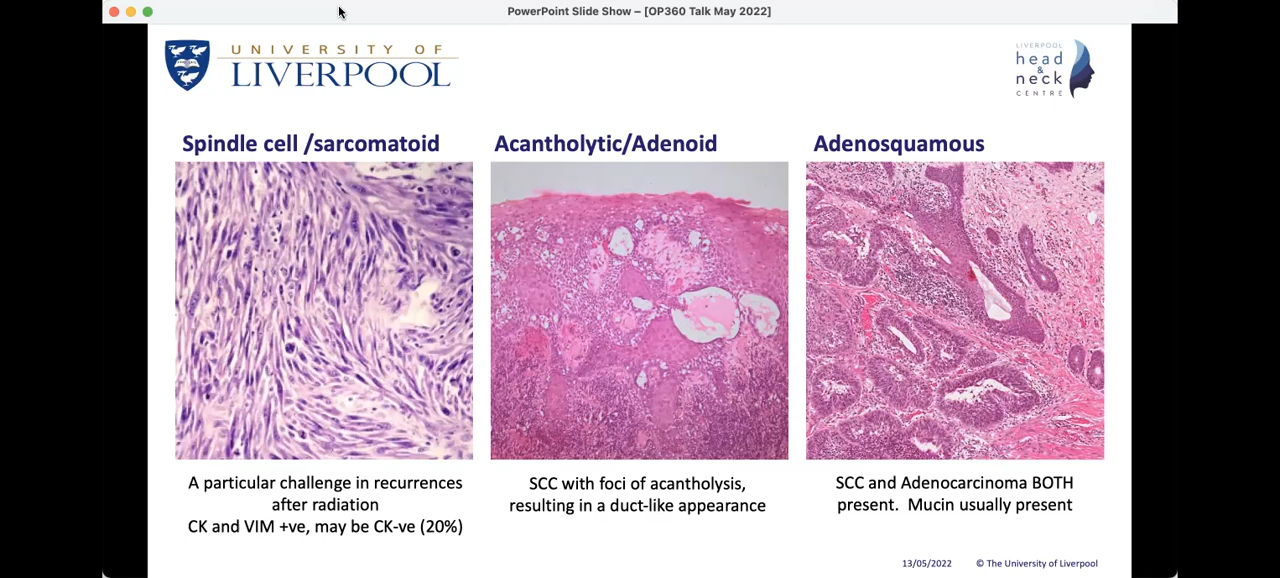 PowerPoint Slide Show – [OP360 Talk May 2022]
UNIVERSITY OF
LIVERPOOL
LIVERPOOL
head
&
neck
CENTRE
Spindle cell /sarcomatoid
Acantholytic/Adenoid
Adenosquamous
A particular challenge in recurrences
after radiation
CK and VIM +ve, may be CK-ve (20%)
SCC with foci of acantholysis,
resulting in a duct-like appearance
SCC and Adenocarcinoma BOTH
present. Mucin usually present
13/05/2022
© The University of Liverpool